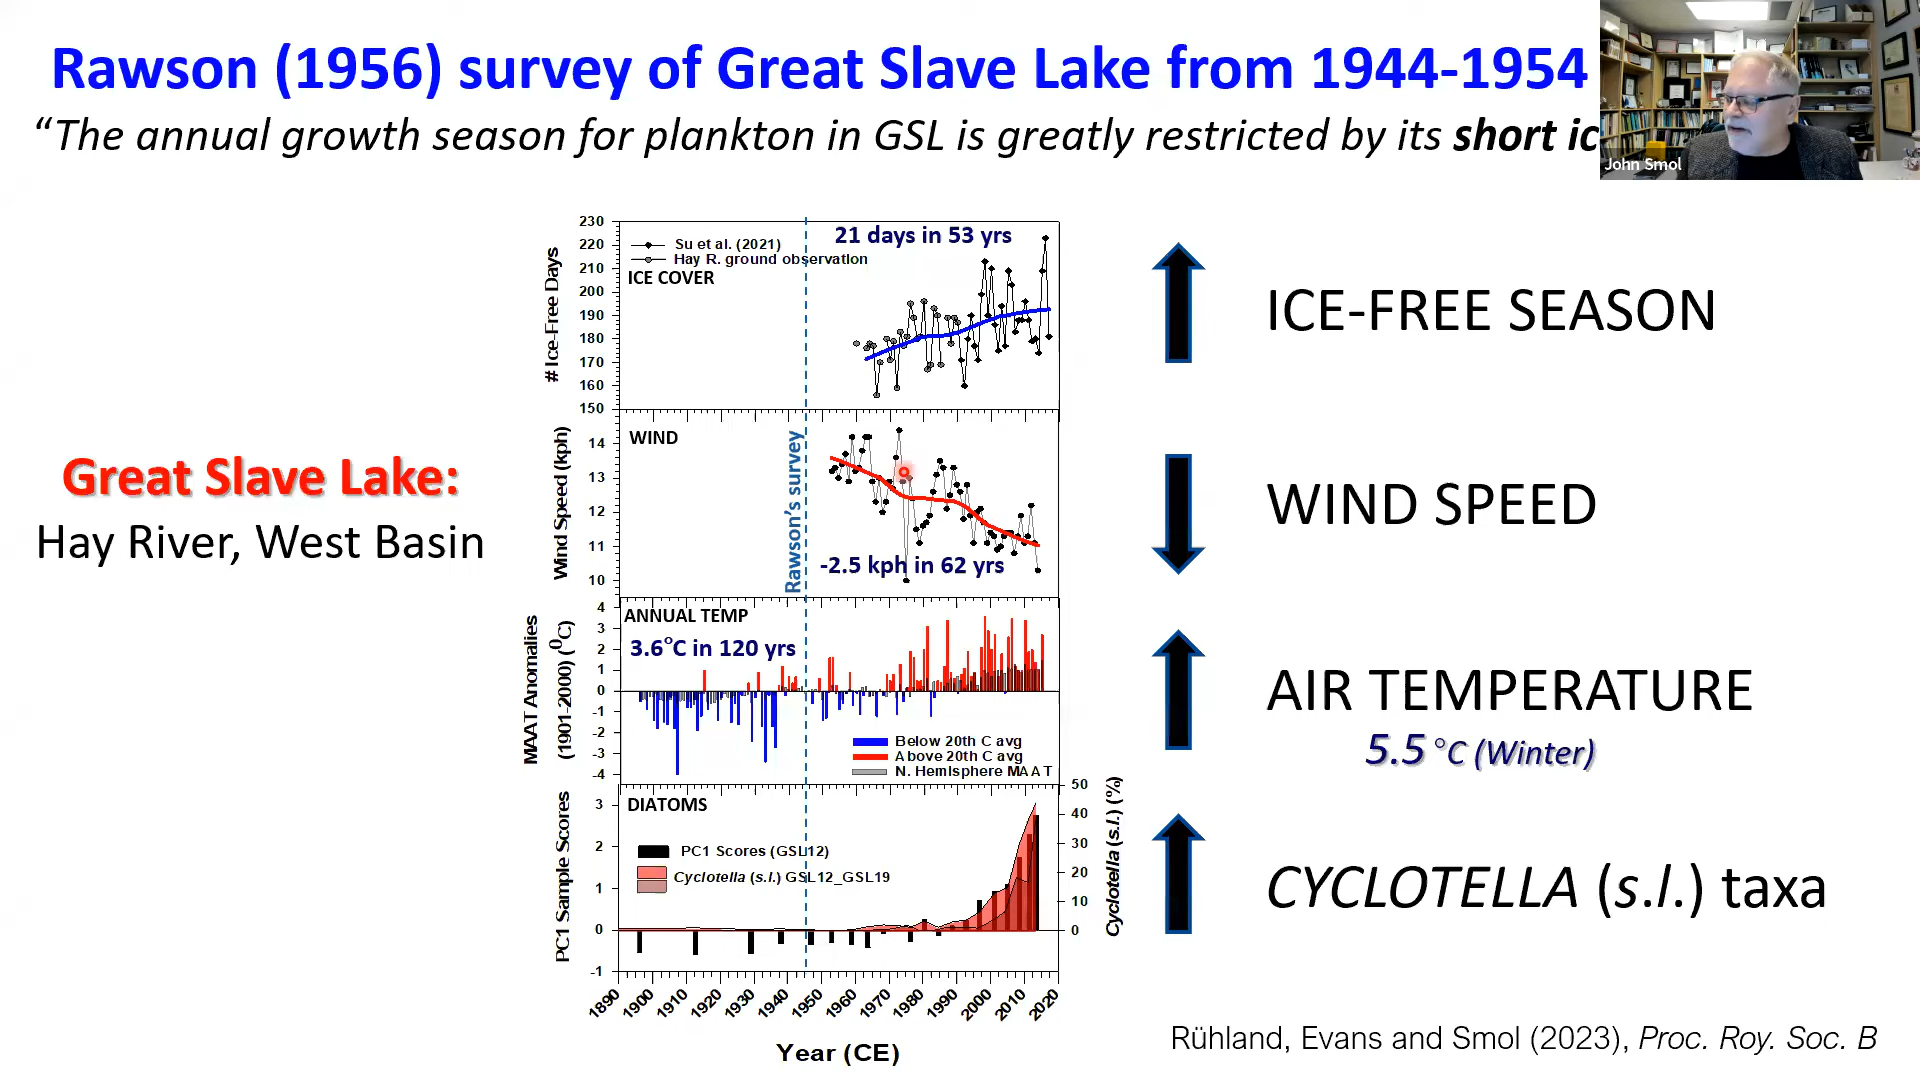 Rawson (1956) survey of Great Slave Lake from 1944-1954
“The annual growth season for plankton in GSL is greatly restricted by its short ic
John Smol
Great Slave Lake:
Hay River, West Basin
# Ice-Free Days
230
220
210
200
190
180
170
160
150
Su et al. (2021)
Hay R. ground observation
ICE COVER
21 days in 53 yrs
Wind Speed (kph)
14
13
12
11
10
WIND
Rawson's survey
-2.5 kph in 62 yrs
MAAT Anomalies
(1901-2000) (⁰C)
4
3
2
1
0
-1
-2
-3
-4
ANNUAL TEMP
3.6°C in 120 yrs
Below 20th C avg
Above 20th C avg
N. Hemisphere MAAT
PC1 Sample Scores
3
2
1
0
-1
DIATOMS
PC1 Scores (GSL12)
Cyclotella (s.l.) GSL12_GSL19
50
40
30
20
10
0
Cyclotella (s.l.) (%)
1890 1900 1910 1920 1930 1940 1950 1960 1970 1980 1990 2000 2010 2020
Year (CE)
ICE-FREE SEASON
WIND SPEED
AIR TEMPERATURE
5.5 °C (Winter)
CYCLOTELLA (s.l.) taxa
Rühland, Evans and Smol (2023), Proc. Roy. Soc. B